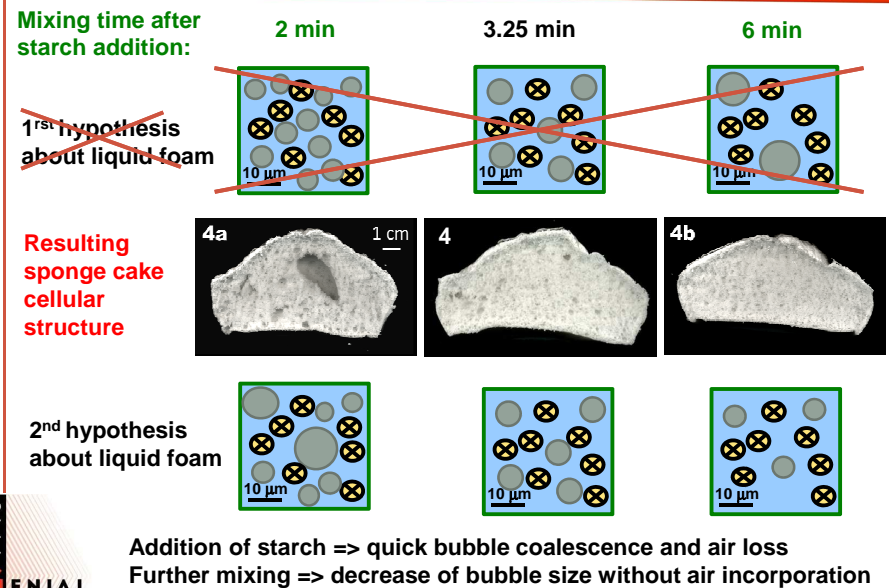 Mixing time after
starch addition:
2 min
3.25 min
6 min
1rst hypothesis
about liquid foam
10 µm
10 µm
10 µm
Resulting
sponge cake
cellular
structure
4a
1 cm
4
4b
2nd hypothesis
about liquid foam
10 µm
10 µm
10 µm
Addition of starch => quick bubble coalescence and air loss
Further mixing => decrease of bubble size without air incorporation